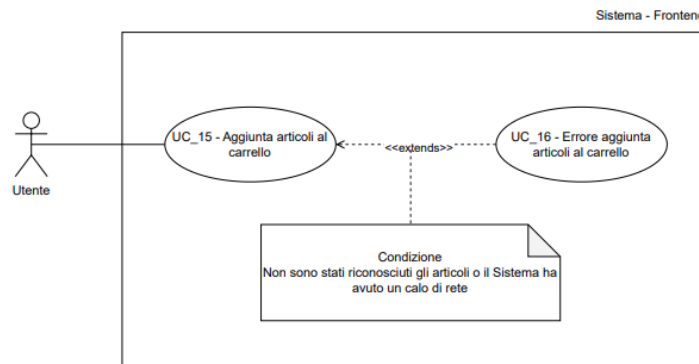 Sistema - Frontend
UC_15 - Aggiunta articoli al
carrello
<<extends>>
UC_16 - Errore aggiunta
articoli al carrello
Utente
Condizione
Non sono stati riconosciuti gli articoli o il Sistema ha
avuto un calo di rete